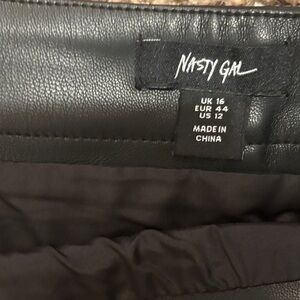 NASTY GAL
UK 16
EUR 44
US 12
MADE IN
CHINA